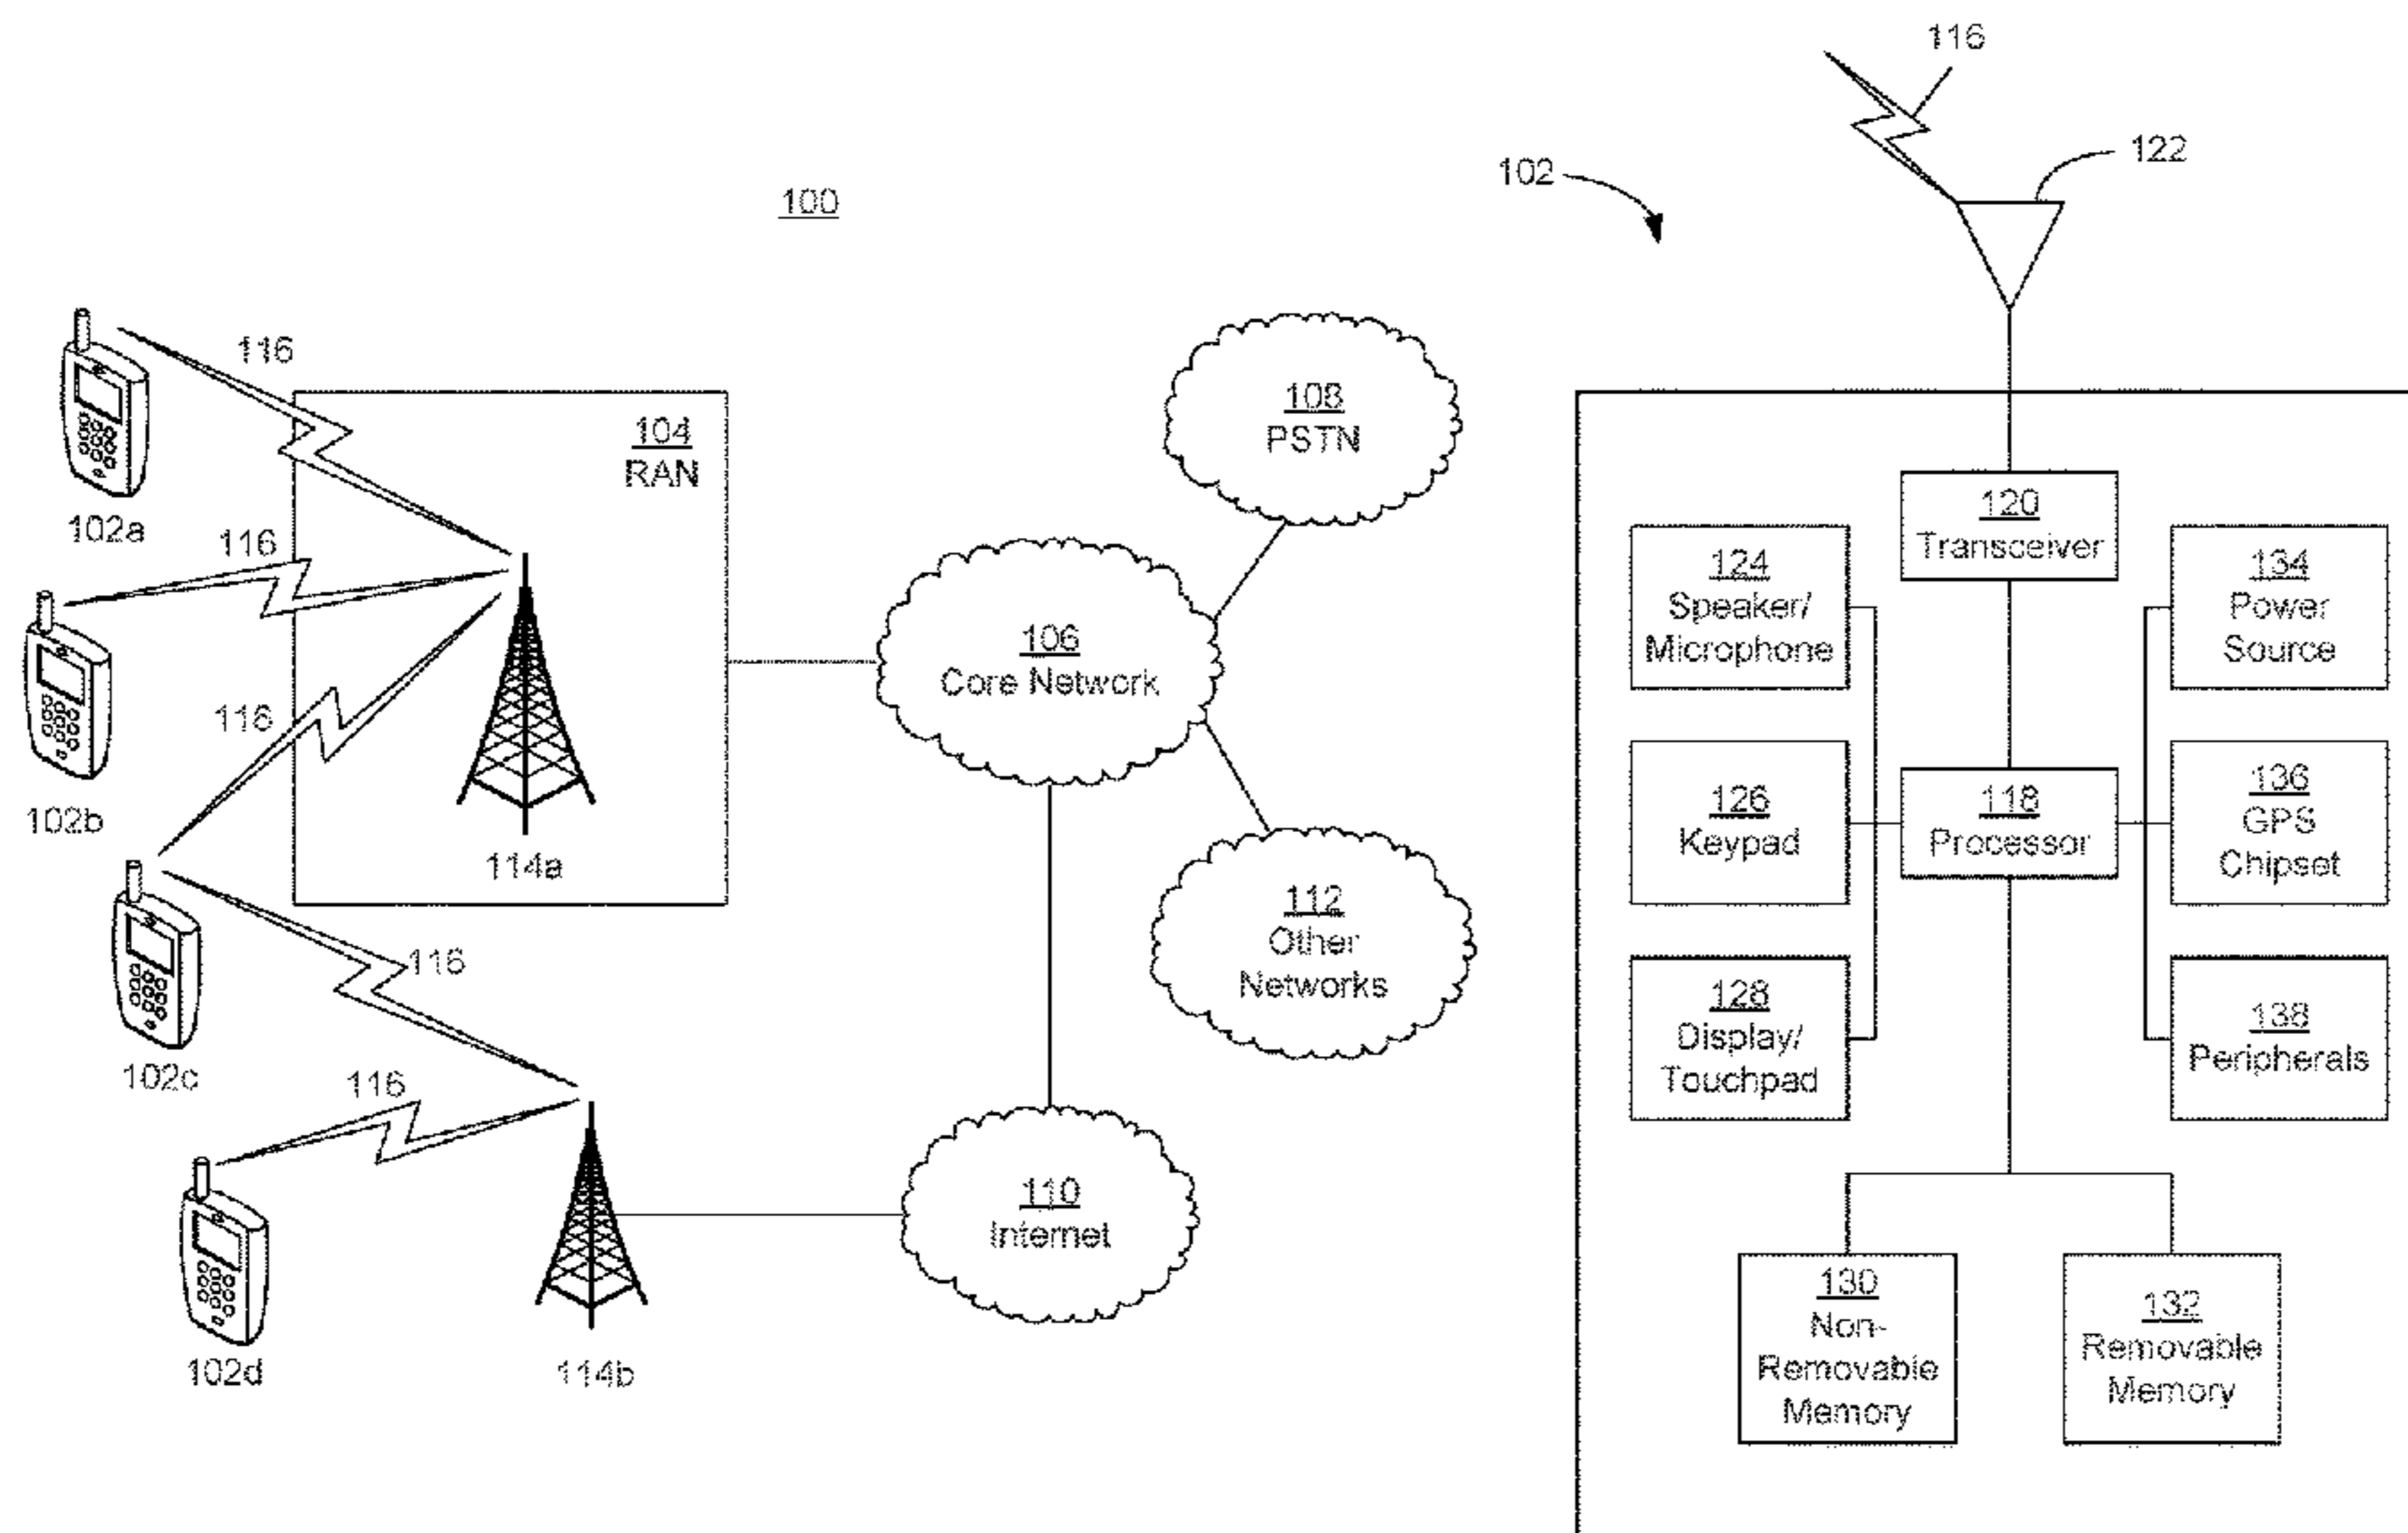 100
116
104
RAN
102a
116
116
102b
114a
116
102c
116
102d
114b
108
PSTN
106
Core Network
112
Other
Networks
110
Internet
116
122
102
120
Transceiver
124
Speaker/
Microphone
134
Power
Source
126
Keypad
118
Processor
136
GPS
Chipset
128
Display/
Touchpad
138
Peripherals
130
Non-
Removable
Memory
132
Removable
Memory